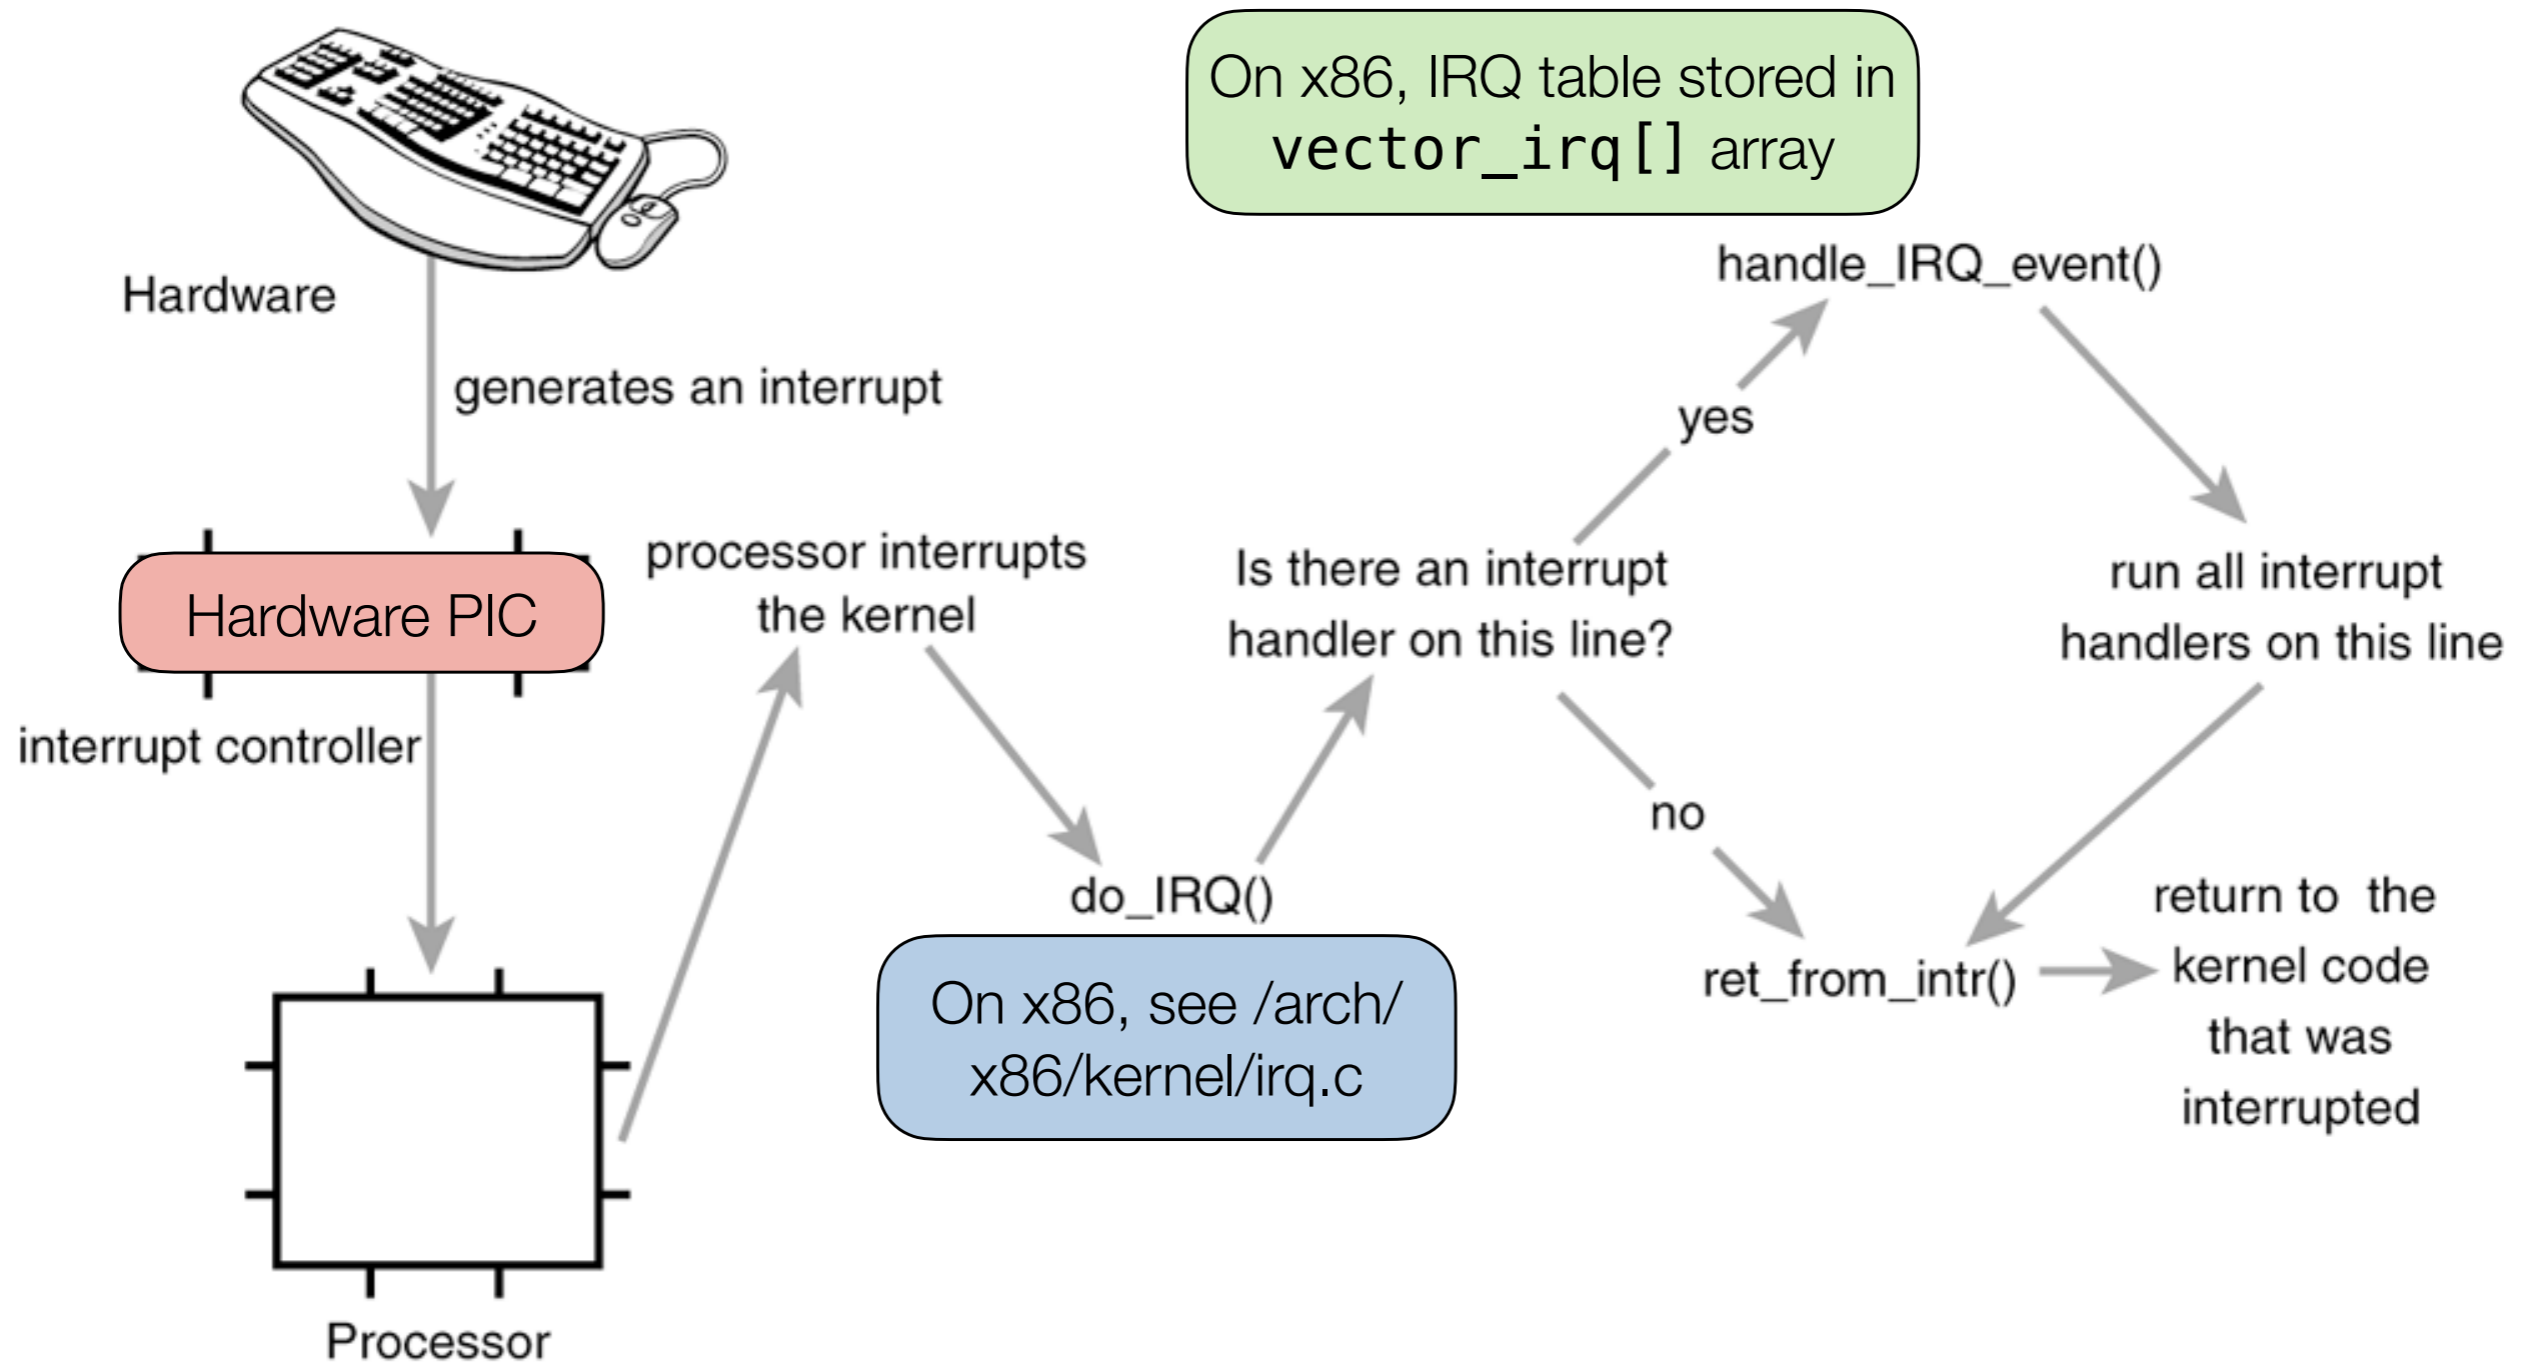 On x86, IRQ table stored in
vector_irq[] array
Hardware
generates an interrupt
Hardware PIC
interrupt controller
Processor
processor interrupts
the kernel
do_IRQ()
On x86, see /arch/
x86/kernel/irq.c
Is there an interrupt
handler on this line?
yes
handle_IRQ_event()
run all interrupt
handlers on this line
no
ret_from_intr()
return to the
kernel code
that was
interrupted